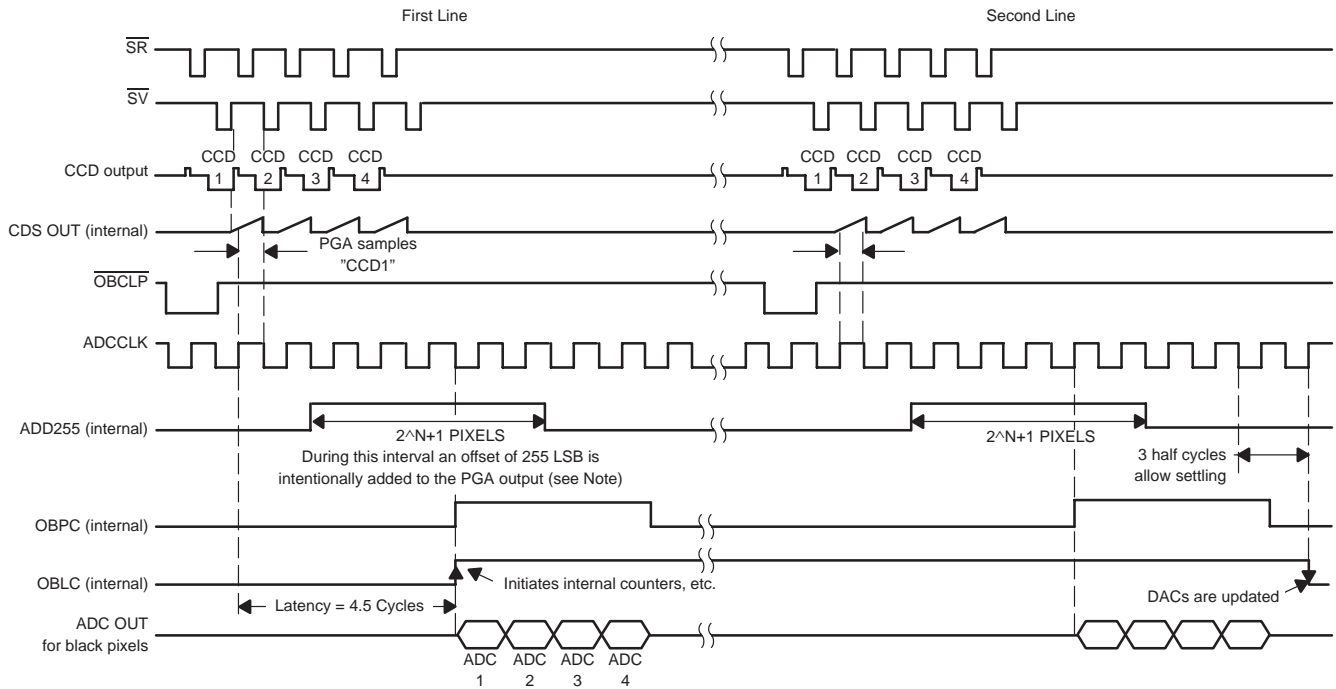 First Line
Second Line
SR
SV
CCD output
CCD
1
CCD
2
CCD
3
CCD
4
CCD
1
CCD
2
CCD
3
CCD
4
CDS OUT (internal)
PGA samples
"CCD1"
OBCLP
ADCCLK
ADD255 (internal)
2^N+1 PIXELS
During this interval an offset of 255 LSB is
intentionally added to the PGA output (see Note)
2^N+1 PIXELS
3 half cycles
allow settling
OBPC (internal)
OBLC (internal)
Initiates internal counters, etc.
Latency = 4.5 Cycles
DACs are updated
ADC OUT
for black pixels
ADC
1
ADC
2
ADC
3
ADC
4